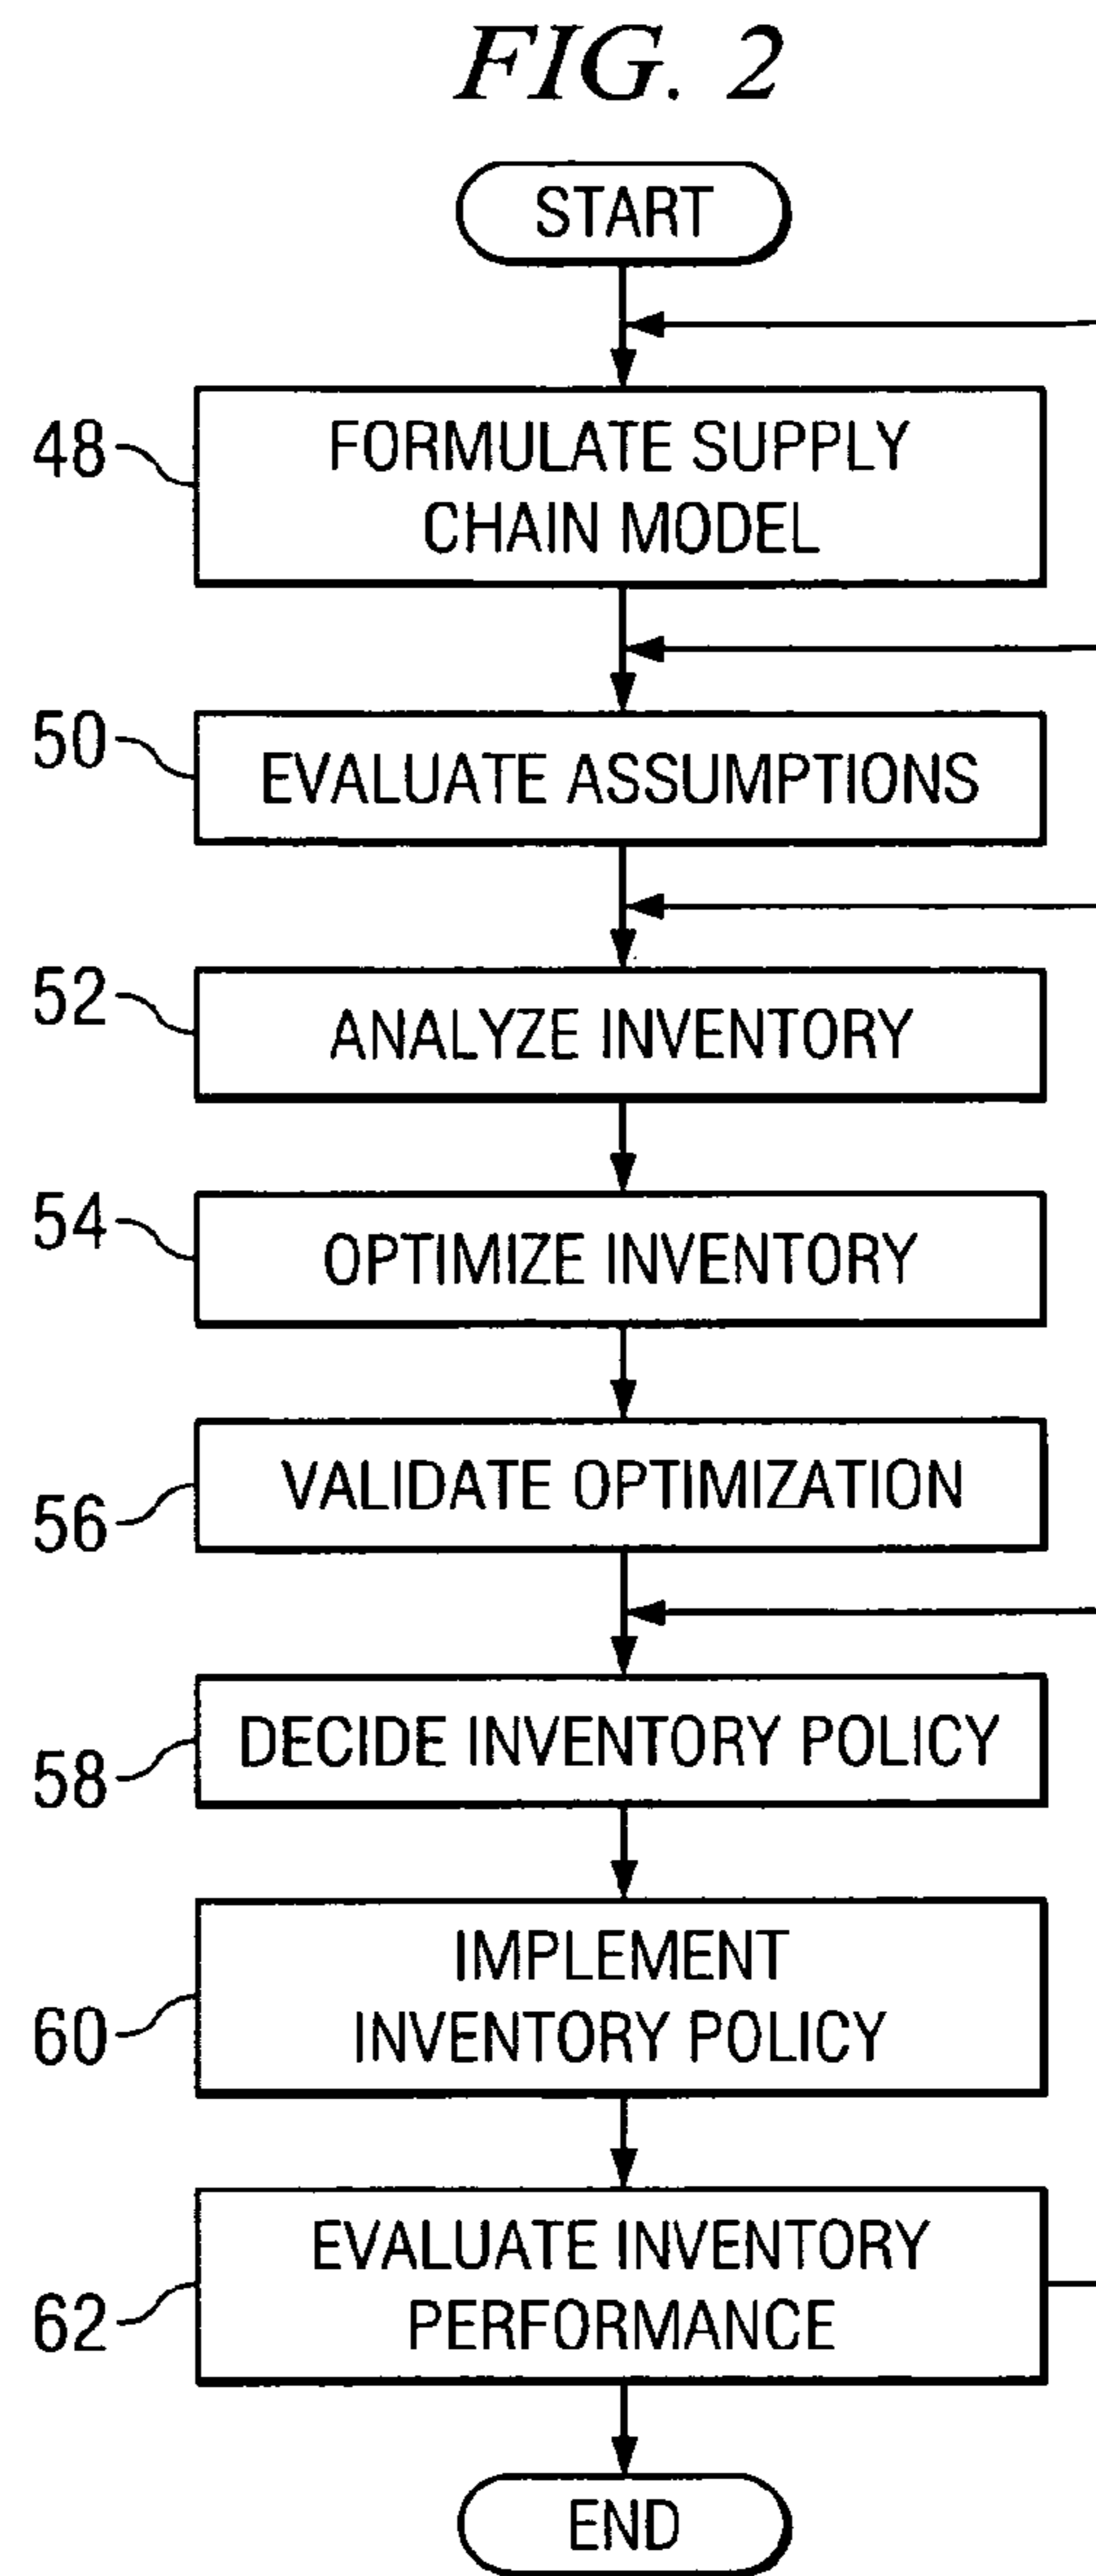 FIG. 2
START
48
FORMULATE SUPPLY
CHAIN MODEL
50
EVALUATE ASSUMPTIONS
52
ANALYZE INVENTORY
54
OPTIMIZE INVENTORY
VALIDATE OPTIMIZATION
56
DECIDE INVENTORY POLICY
58
IMPLEMENT
INVENTORY POLICY
60
EVALUATE INVENTORY
PERFORMANCE
62
END